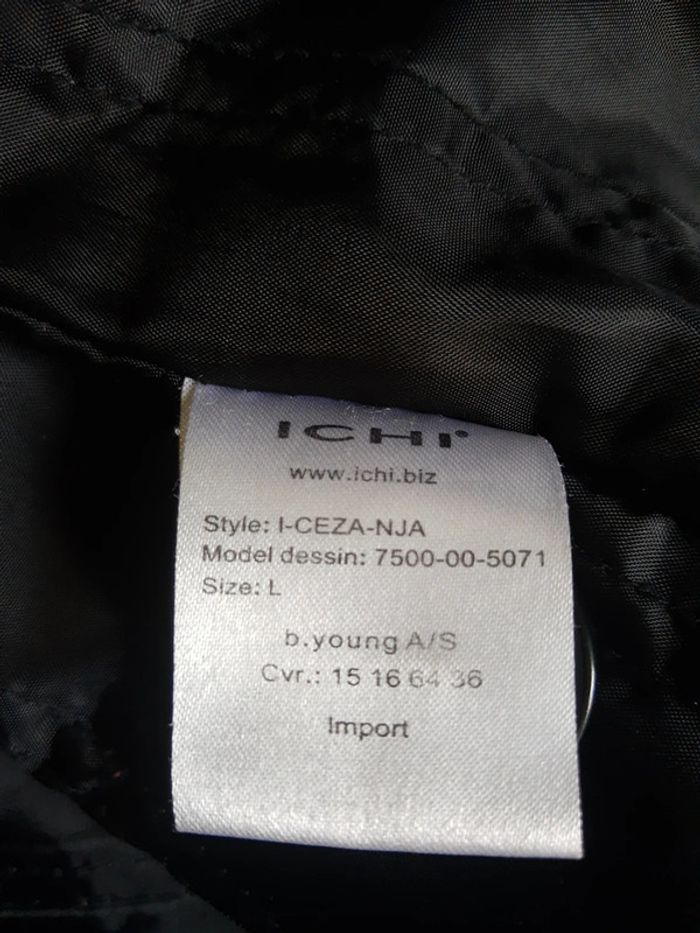 ICHI®
www.ichi.biz
Style: I-CEZA-NJA
Model dessin: 7500-00-5071
Size: L
b.young A/S
Cvr.: 15 16 64 36
Import